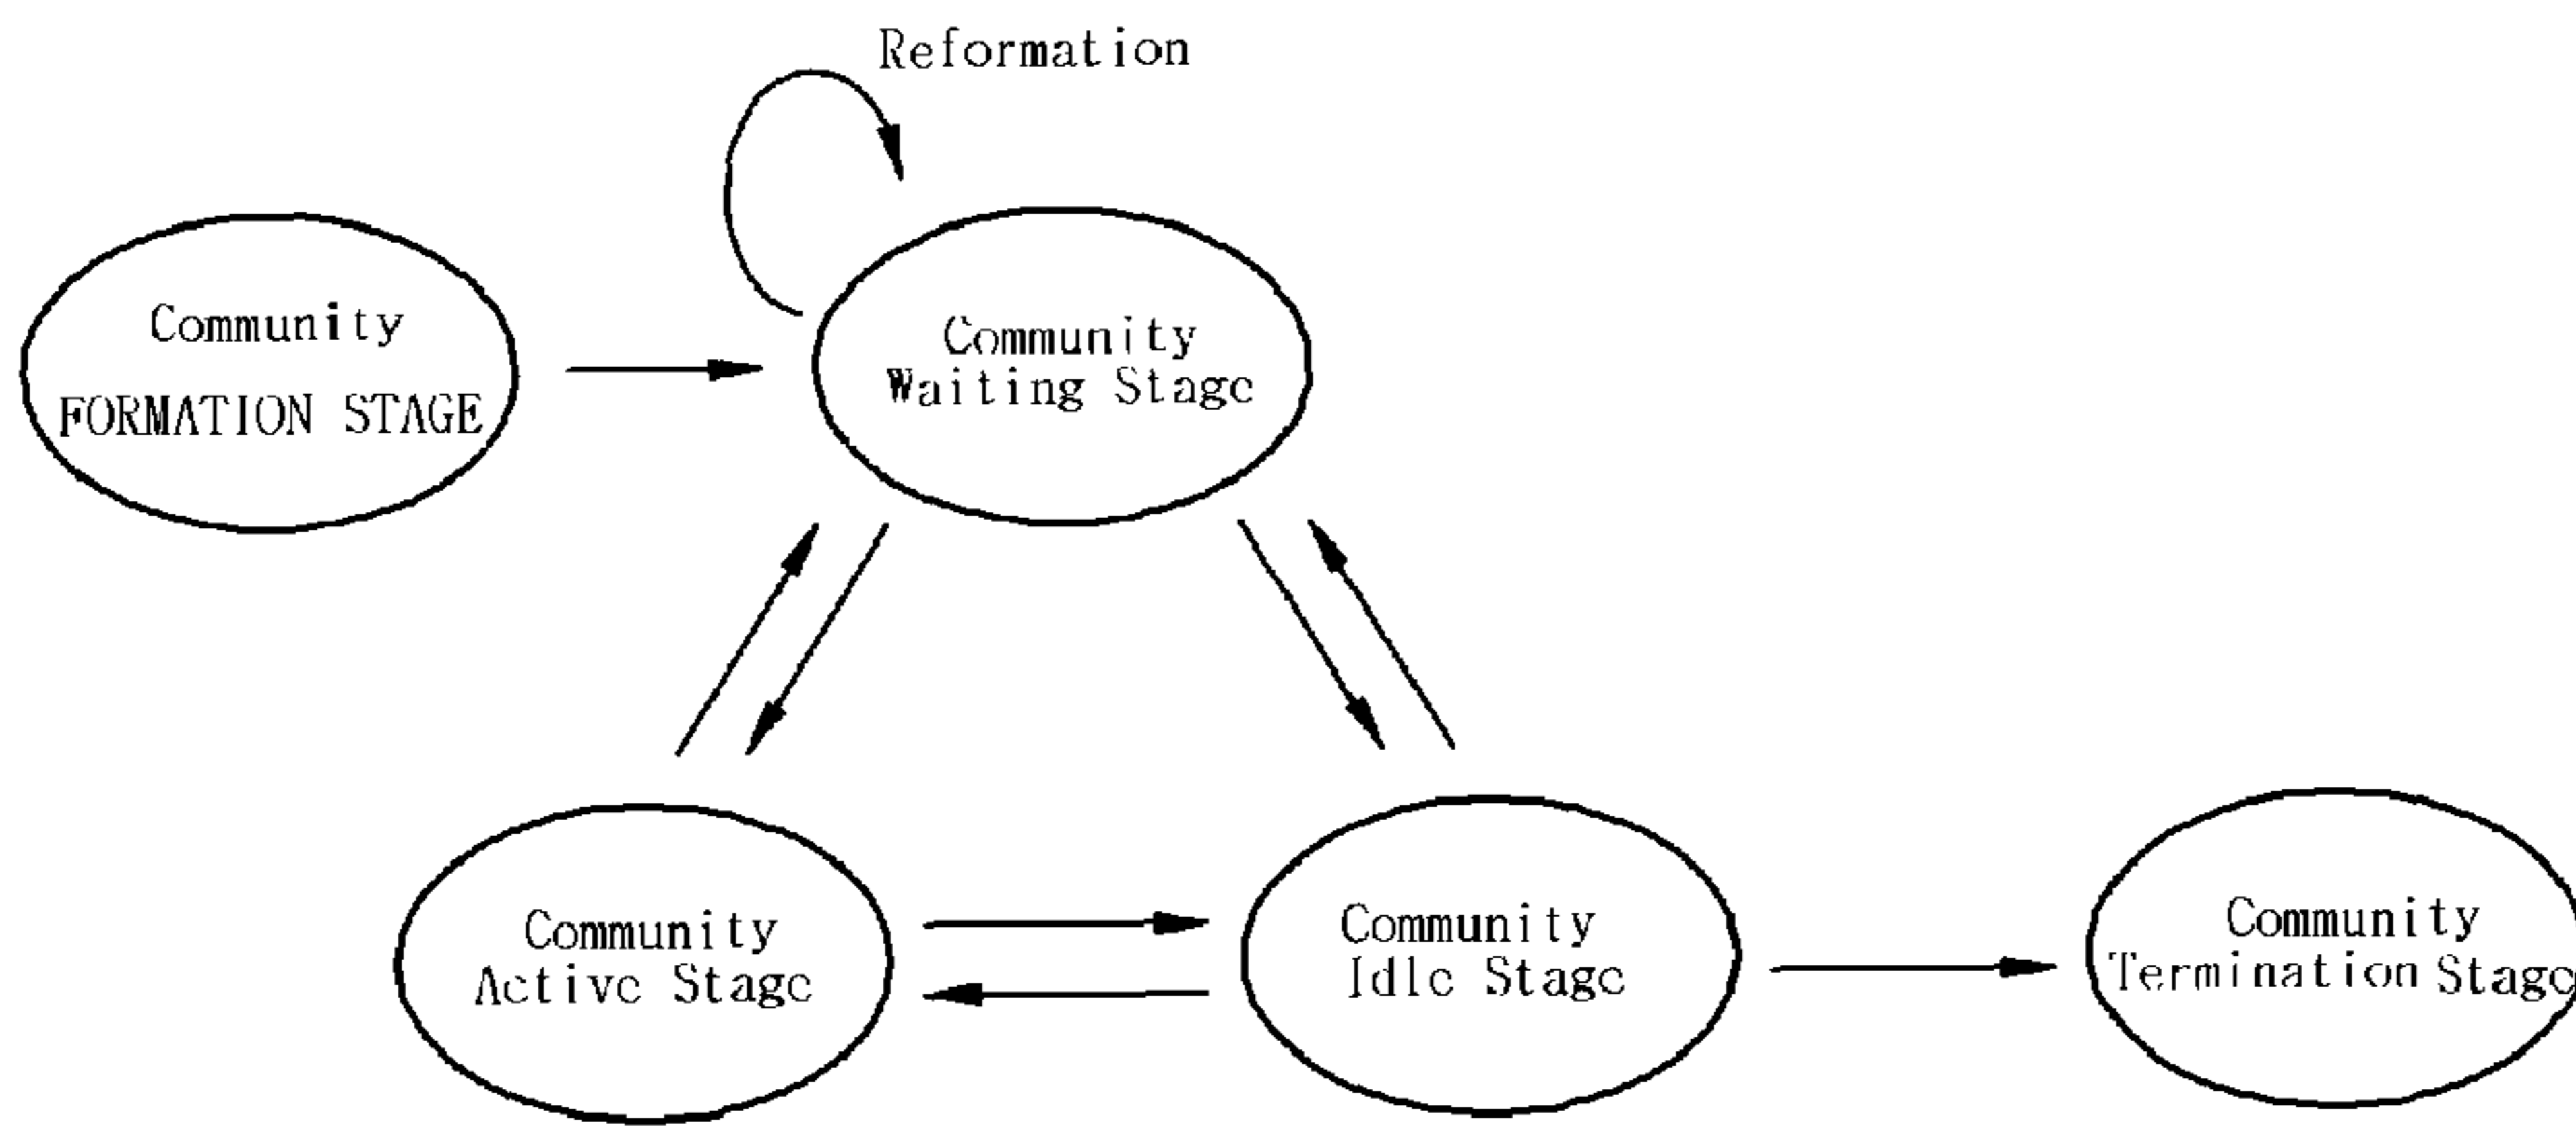 Reformation
Community
FORMATION STAGE
Community
Waiting Stage
Community
Active Stage
Community
Idle Stage
Community
Termination Stage